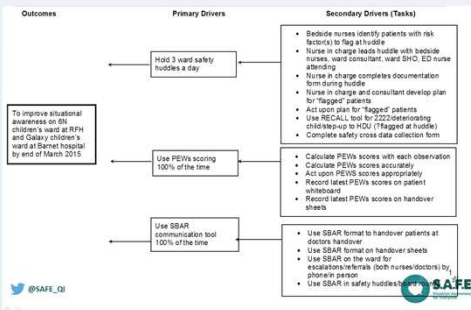 Outcomes
Primary Drivers
Secondary Drivers (Tasks)
To improve situational
awareness on 6N
children's ward at RFH
and Galaxy children's
ward at Barnet hospital
by end of March 2015
Hold 3 ward safety
huddles a day
• Bedside nurses identify patients with risk
factor(s) to flag at huddle
• Nurse in charge leads huddle with bedside
nurses, ward consultant, ward SHO, ED nurse
attending
• Nurse in charge completes documentation
form during huddle
• Nurse in charge and consultant develop plan
for "flagged" patients
• Act upon plan for "flagged" patients
• Use RECALL tool for 2222/deteriorating
child/step-up to HDU (?flagged at huddle)
• Complete safety cross data collection form
Use PEWs scoring
100% of the time
• Calculate PEWs scores with each observation
• Calculate PEWs scores accurately
• Act upon PEWS scores appropriately
• Record latest PEWs scores on patient
whiteboard
• Record latest PEWs scores on handover
sheets
Use SBAR
communication tool
100% of the time
• Use SBAR format to handover patients at
doctors handover
• Use SBAR format on handover sheets
• Use SBAR on the ward for
escalations/referrals (both nurses/doctors) by
phone/in person
• Use SBAR in safety huddles/board round
@SAFE_QI
S.A.F.E